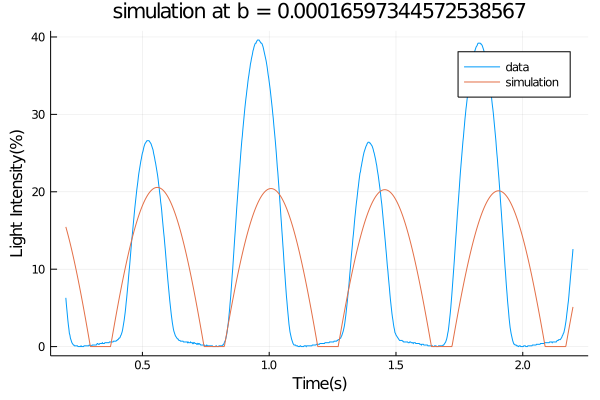 simulation at b = 0.00016597344572538567
data
simulation
Light Intensity(%)
40
30
20
10
0
0.5
1.0
1.5
2.0
Time(s)